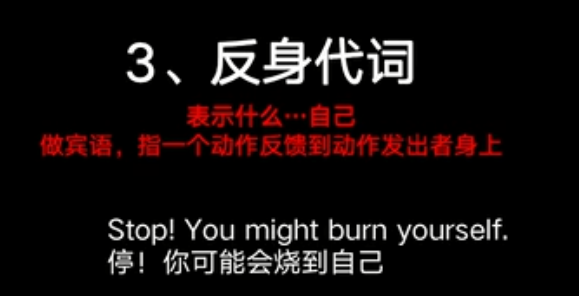 3、反身代词
表示什么…自己
做宾语，指一个动作反馈到动作发出者身上
Stop! You might burn yourself.
停！你可能会烧到自己